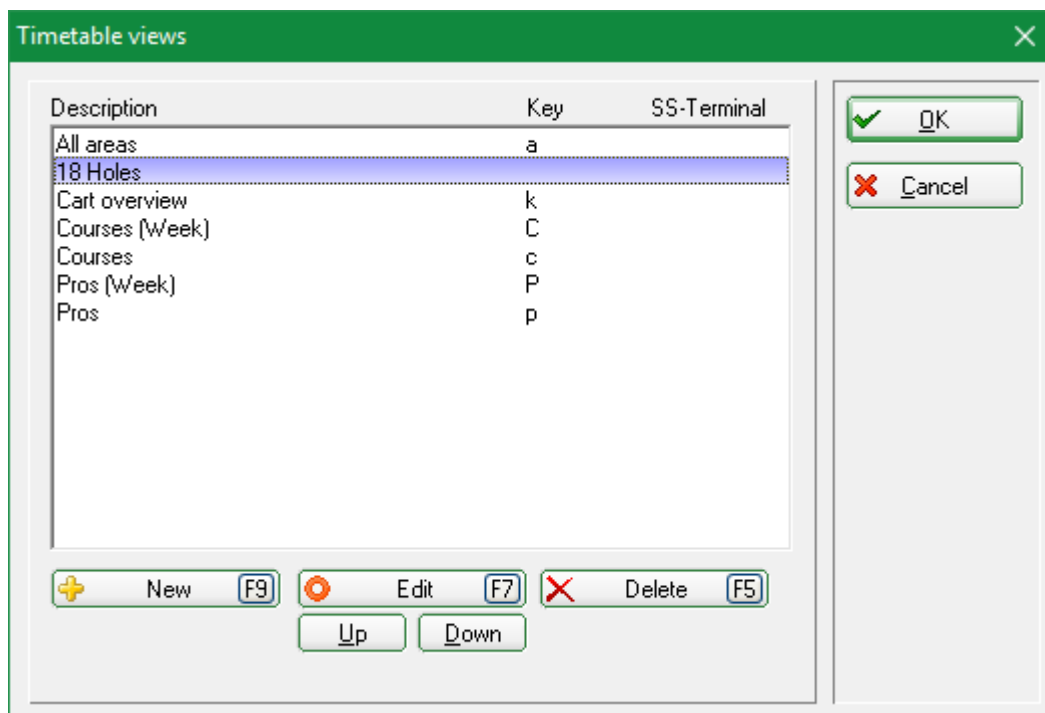 Timetable views
Description Key SS-Terminal
All areas a
18 Holes
Cart overview k
Courses (Week) C
Courses c
Pros (Week) P
Pros p
New F9 Edit F7 Delete F5
Up Down
OK
Cancel